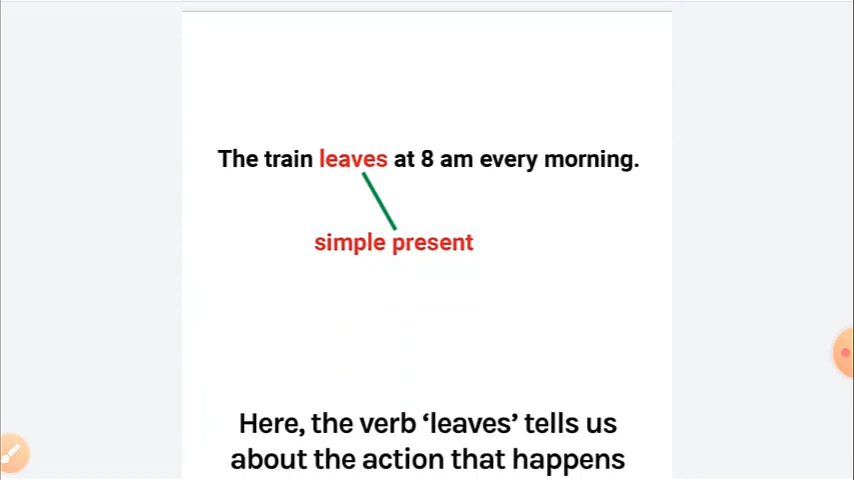 The train leaves at 8 am every morning.
simple present
Here, the verb ‘leaves’ tells us
about the action that happens